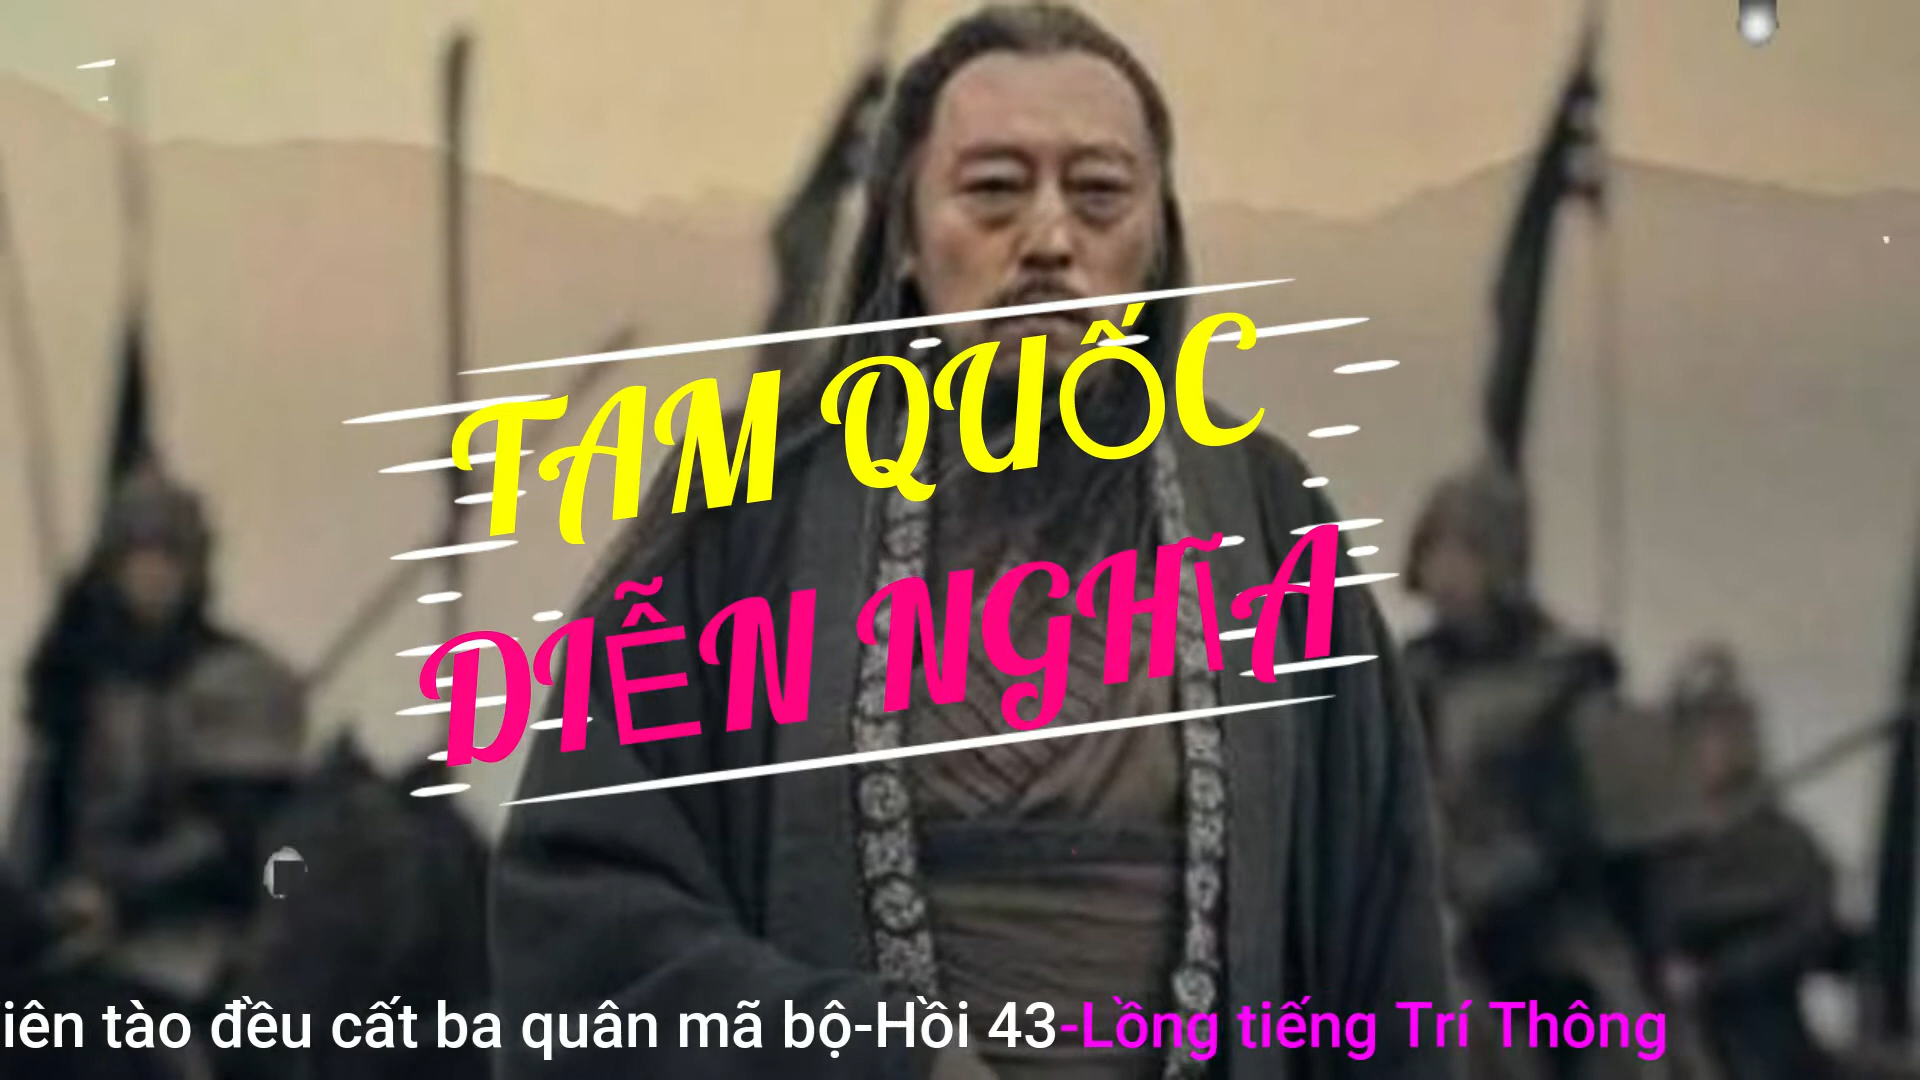 TAM QUỐC
DIỄN NGHĨA
iên tào đều cất ba quân mã bộ-Hồi 43-Lồng tiếng Trí Thông